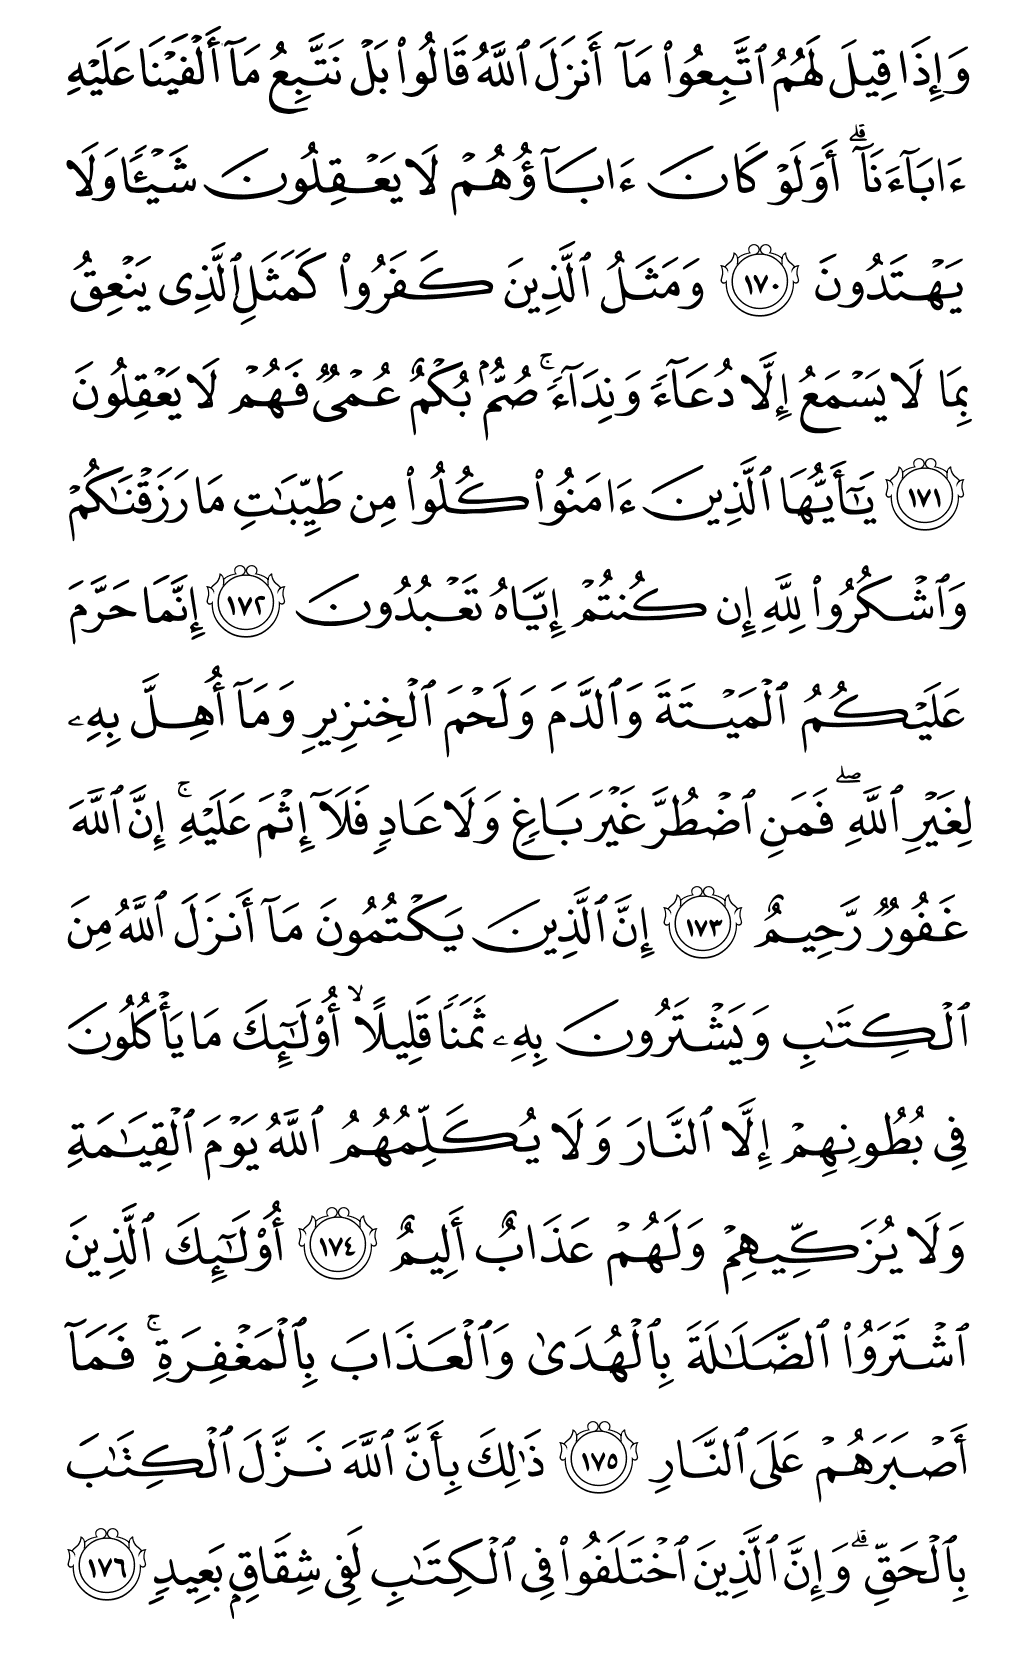 وَإِذَا قِيلَ لَهُمُ ٱتَّبِعُوا۟ مَآ أَنزَلَ ٱللَّهُ قَالُوا۟ بَلْ نَتَّبِعُ مَآ أَلْفَيْنَا عَلَيْهِ
ءَابَآءَنَآ ۗ أَوَلَوْ كَانَ ءَابَآؤُهُمْ لَا يَعْقِلُونَ شَيْـًٔا وَلَا
يَهْتَدُونَ ١٧٠ وَمَثَلُ ٱلَّذِينَ كَفَرُوا۟ كَمَثَلِ ٱلَّذِى يَنْعِقُ
بِمَا لَا يَسْمَعُ إِلَّا دُعَآءً وَنِدَآءً ۚ صُمٌّۢ بُكْمٌ عُمْىٌ فَهُمْ لَا يَعْقِلُونَ
١٧١ يَـٰٓأَيُّهَا ٱلَّذِينَ ءَامَنُوا۟ كُلُوا۟ مِن طَيِّبَـٰتِ مَا رَزَقْنَـٰكُمْ
وَٱشْكُرُوا۟ لِلَّهِ إِن كُنتُمْ إِيَّاهُ تَعْبُدُونَ ١٧٢ إِنَّمَا حَرَّمَ
عَلَيْكُمُ ٱلْمَيْتَةَ وَٱلدَّمَ وَلَحْمَ ٱلْخِنزِيرِ وَمَآ أُهِلَّ بِهِۦ
لِغَيْرِ ٱللَّهِ ۖ فَمَنِ ٱضْطُرَّ غَيْرَ بَاغٍ وَلَا عَادٍ فَلَآ إِثْمَ عَلَيْهِ ۚ إِنَّ ٱللَّهَ
غَفُورٌ رَّحِيمٌ ١٧٣ إِنَّ ٱلَّذِينَ يَكْتُمُونَ مَآ أَنزَلَ ٱللَّهُ مِنَ
ٱلْكِتَـٰبِ وَيَشْتَرُونَ بِهِۦ ثَمَنًا قَلِيلًا ۙ أُو۟لَـٰٓئِكَ مَا يَأْكُلُونَ
فِى بُطُونِهِمْ إِلَّا ٱلنَّارَ وَلَا يُكَلِّمُهُمُ ٱللَّهُ يَوْمَ ٱلْقِيَـٰمَةِ
وَلَا يُزَكِّيهِمْ وَلَهُمْ عَذَابٌ أَلِيمٌ ١٧٤ أُو۟لَـٰٓئِكَ ٱلَّذِينَ
ٱشْتَرَوُا۟ ٱلضَّلَـٰلَةَ بِٱلْهُدَىٰ وَٱلْعَذَابَ بِٱلْمَغْفِرَةِ ۚ فَمَآ
أَصْبَرَهُمْ عَلَى ٱلنَّارِ ١٧٥ ذَٰلِكَ بِأَنَّ ٱللَّهَ نَزَّلَ ٱلْكِتَـٰبَ
بِٱلْحَقِّ ۗ وَإِنَّ ٱلَّذِينَ ٱخْتَلَفُوا۟ فِى ٱلْكِتَـٰبِ لَفِى شِقَاقٍۭ بَعِيدٍ ١٧٦